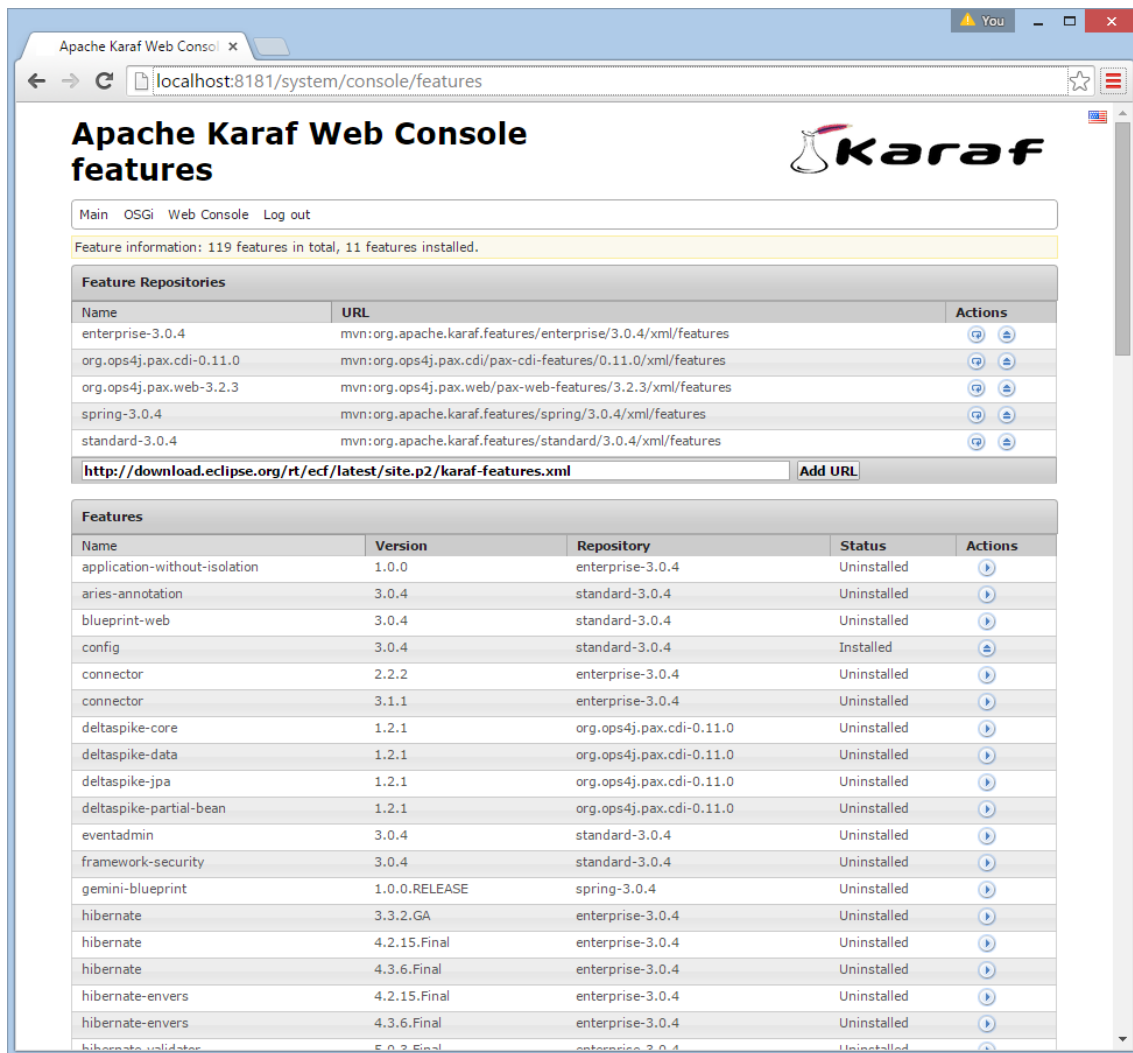 You
Apache Karaf Web Consol
localhost:8181/system/console/features
Apache Karaf Web Console
features
Karaf
Main OSGi Web Console Log out
Feature information: 119 features in total, 11 features installed.
Feature Repositories
Name URL Actions
enterprise-3.0.4 mvn:org.apache.karaf.features/enterprise/3.0.4/xml/features
org.ops4j.pax.cdi-0.11.0 mvn:org.ops4j.pax.cdi/pax-cdi-features/0.11.0/xml/features
org.ops4j.pax.web-3.2.3 mvn:org.ops4j.pax.web/pax-web-features/3.2.3/xml/features
spring-3.0.4 mvn:org.apache.karaf.features/spring/3.0.4/xml/features
standard-3.0.4 mvn:org.apache.karaf.features/standard/3.0.4/xml/features
http://download.eclipse.org/rt/ecf/latest/site.p2/karaf-features.xml Add URL
Features
Name Version Repository Status Actions
application-without-isolation 1.0.0 enterprise-3.0.4 Uninstalled
aries-annotation 3.0.4 standard-3.0.4 Uninstalled
blueprint-web 3.0.4 standard-3.0.4 Uninstalled
config 3.0.4 standard-3.0.4 Installed
connector 2.2.2 enterprise-3.0.4 Uninstalled
connector 3.1.1 enterprise-3.0.4 Uninstalled
deltaspike-core 1.2.1 org.ops4j.pax.cdi-0.11.0 Uninstalled
deltaspike-data 1.2.1 org.ops4j.pax.cdi-0.11.0 Uninstalled
deltaspike-jpa 1.2.1 org.ops4j.pax.cdi-0.11.0 Uninstalled
deltaspike-partial-bean 1.2.1 org.ops4j.pax.cdi-0.11.0 Uninstalled
eventadmin 3.0.4 standard-3.0.4 Uninstalled
framework-security 3.0.4 standard-3.0.4 Uninstalled
gemini-blueprint 1.0.0.RELEASE spring-3.0.4 Uninstalled
hibernate 3.3.2.GA enterprise-3.0.4 Uninstalled
hibernate 4.2.15.Final enterprise-3.0.4 Uninstalled
hibernate 4.3.6.Final enterprise-3.0.4 Uninstalled
hibernate-envers 4.2.15.Final enterprise-3.0.4 Uninstalled
hibernate-envers 4.3.6.Final enterprise-3.0.4 Uninstalled
hibernate-validator 5.0.3.Final enterprise-3.0.4 Uninstalled